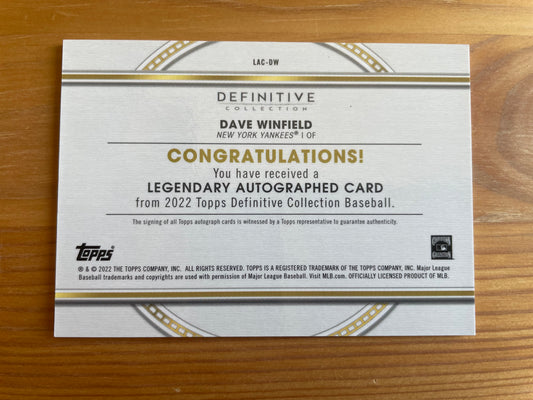 LAC-DW
DEFINITIVE
COLLECTION
DAVE WINFIELD
NEW YORK YANKEES® | OF
CONGRATULATIONS!
You have received a
LEGENDARY AUTOGRAPHED CARD
from 2022 Topps Definitive Collection Baseball.
The signing of all Topps autograph cards is witnessed by a Topps representative to guarantee authenticity.
Topps
® & © 2022 THE TOPPS COMPANY, INC. ALL RIGHTS RESERVED. TOPPS IS A REGISTERED TRADEMARK OF THE TOPPS COMPANY, INC. Major League
Baseball trademarks and copyrights are used with permission of Major League Baseball. Visit MLB.com. OFFICIALLY LICENSED PRODUCT OF MLB.